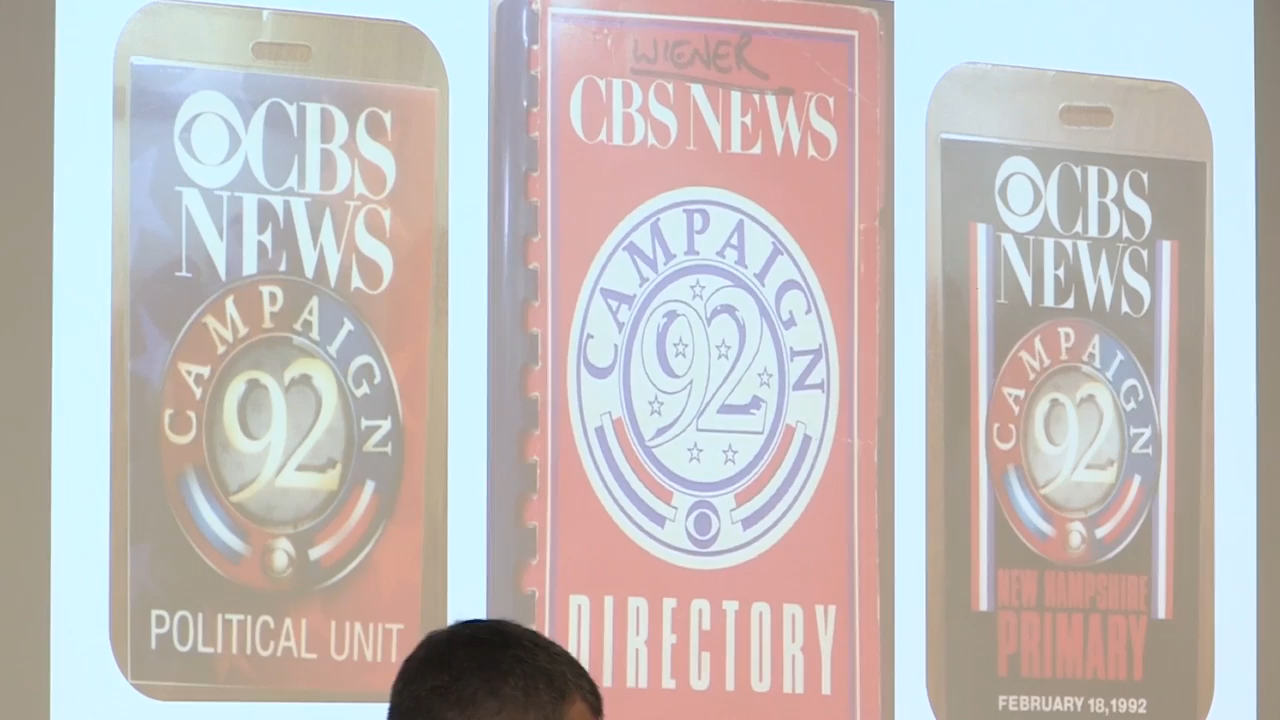 CBS
NEWS
CAMPAIGN
92
POLITICAL UNIT
WIENER
CBS NEWS
CAMPAIGN
92
DIRECTORY
CBS
NEWS
CAMPAIGN
92
NEW HAMPSHIRE
PRIMARY
FEBRUARY 18, 1992